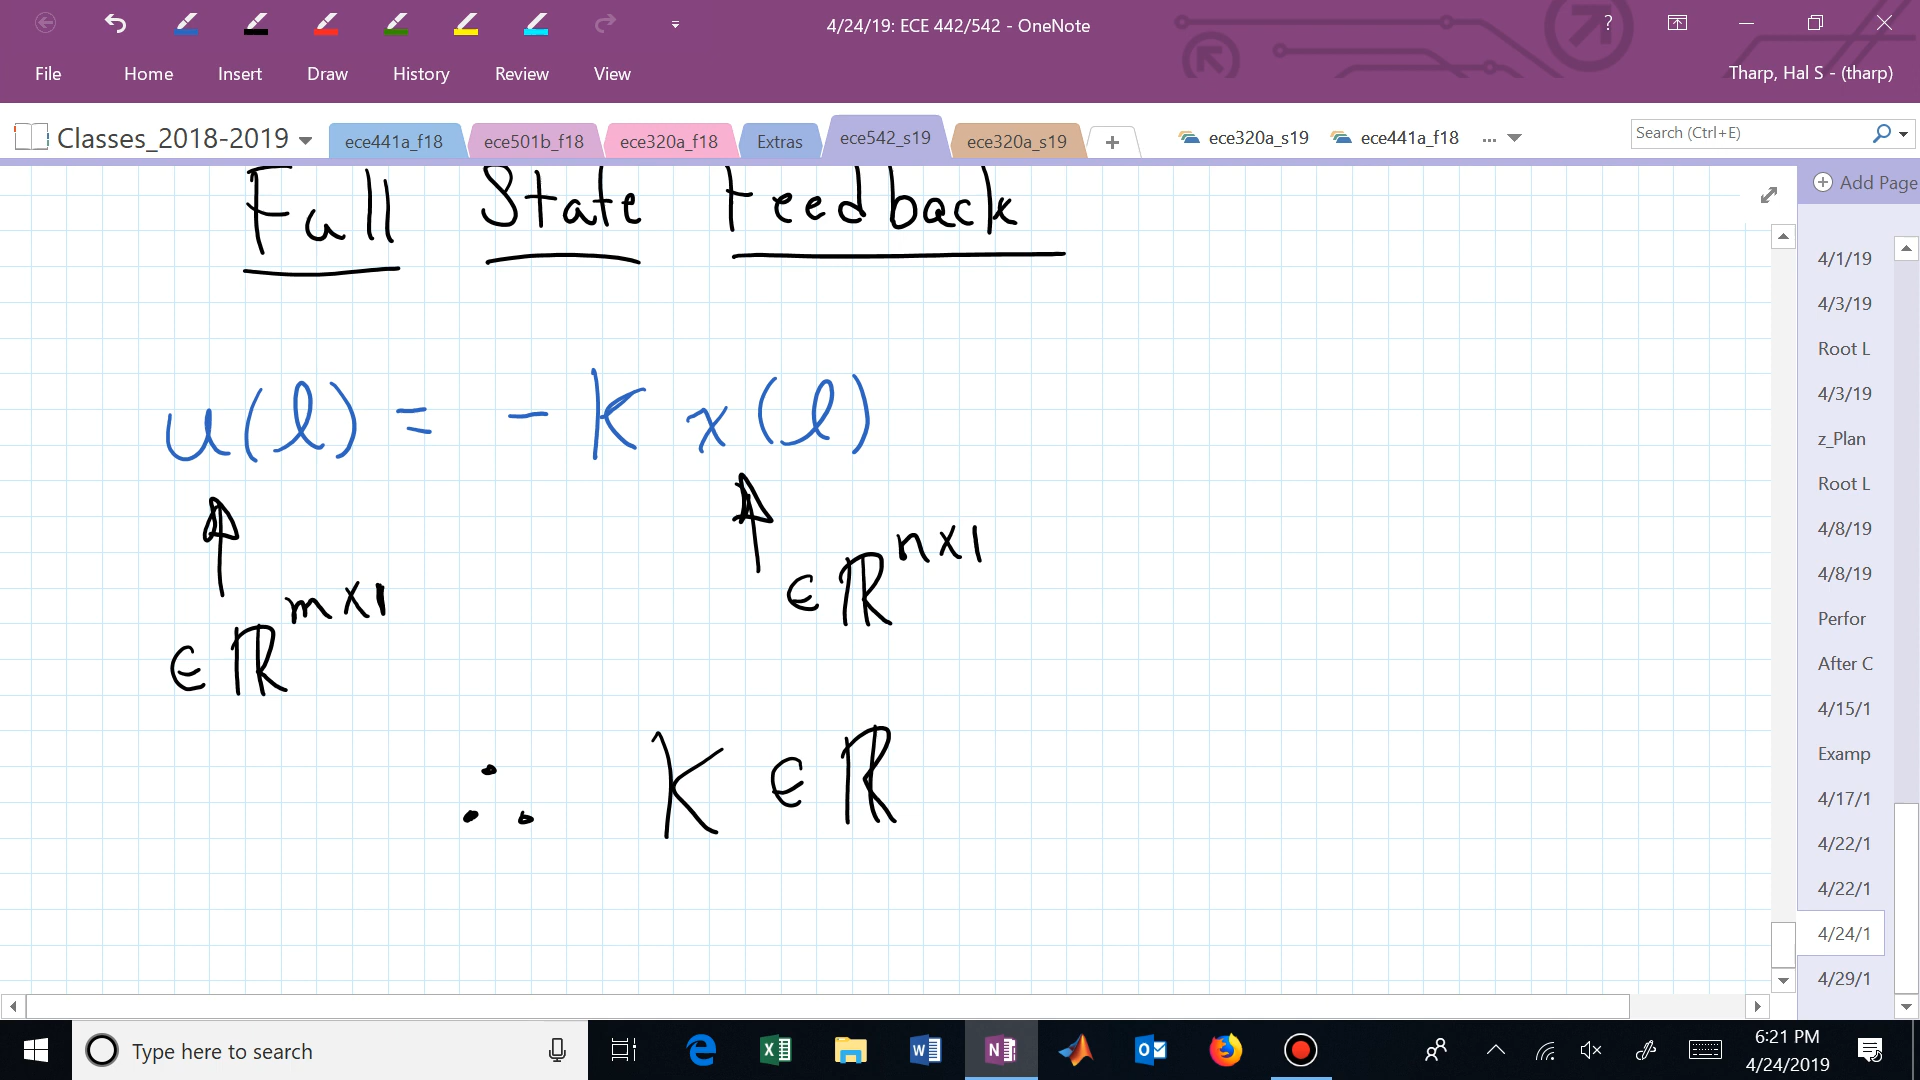 4/24/19: ECE 442/542 - OneNote
?
File Home Insert Draw History Review View
Tharp, Hal S - (tharp)
Classes_2018-2019
ece441a_f18 ece501b_f18 ece320a_f18 Extras ece542_s19 ece320a_s19 +
ece320a_s19 ece441a_f18 ...
Search (Ctrl+E)
Full State Feedback
u(l) = - K x(l)
∈ ℝ^{n×1}
∈ ℝ^{m×1}
∴ K ∈ ℝ
Add Page
4/1/19
4/3/19
Root L
4/3/19
z_Plan
Root L
4/8/19
4/8/19
Perfor
After C
4/15/1
Examp
4/17/1
4/22/1
4/22/1
4/24/1
4/29/1
Type here to search
6:21 PM
4/24/2019